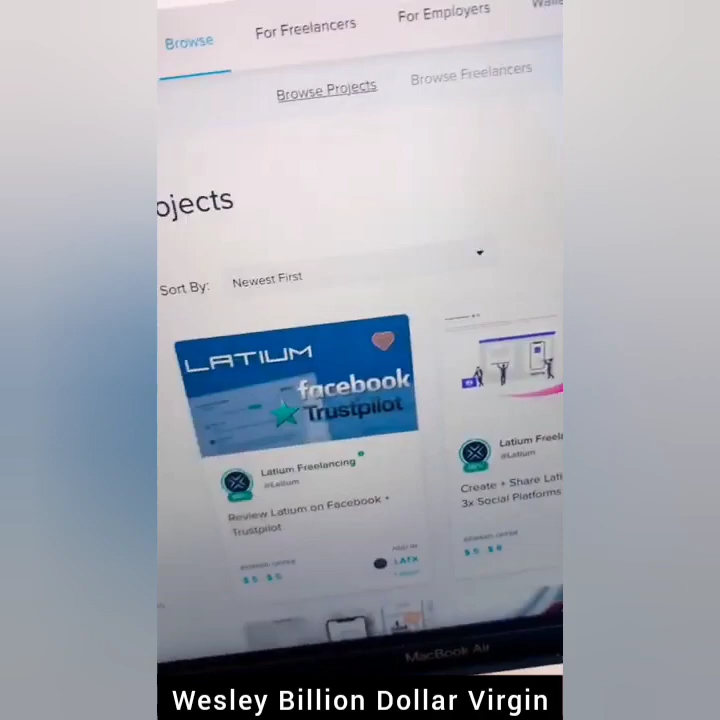 Browse
For Freelancers
For Employers
Browse Projects
Browse Freelancers
ojects
Sort By:
Newest First
LATIUM
facebook
Trustpilot
Latium Freelancing
@Latium
Review Latium on Facebook +
Trustpilot
LATX
Latium Freel
@Latium
Create + Share Lati
3x Social Platforms
MacBook Air
Wesley Billion Dollar Virgin